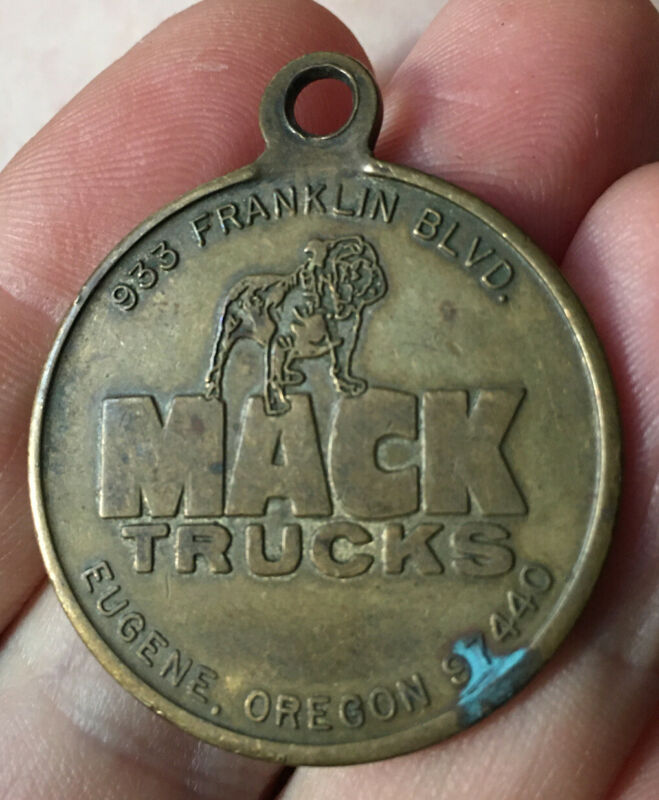 933 FRANKLIN BLVD.
MACK
TRUCKS
EUGENE, OREGON 97440